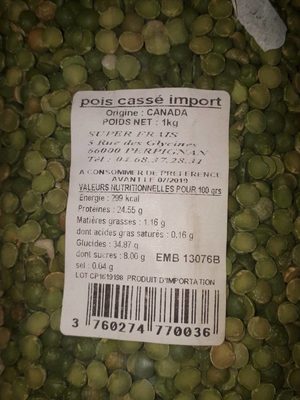 pois cassé import
Origine : CANADA
POIDS NET : 1kg
SUPER FRAIS
5 Rue des Glycines
66000 PERPIGNAN
Tél : 04.68.37.28.31
A CONSOMMER DE PREFERENCE
AVANT LE 07/2019
VALEURS NUTRITIONNELLES POUR 100 grs
Energie : 299 kcal
Proteines : 24.55 g
Matières grasses : 1.16 g
dont acides gras saturés : 0.16 g
Glucides : 34.87 g
dont sucres : 8.00 g EMB 13076B
sel : 0.04 g
LOT CP1619198 PRODUIT D'IMPORTATION
3 760274 770036